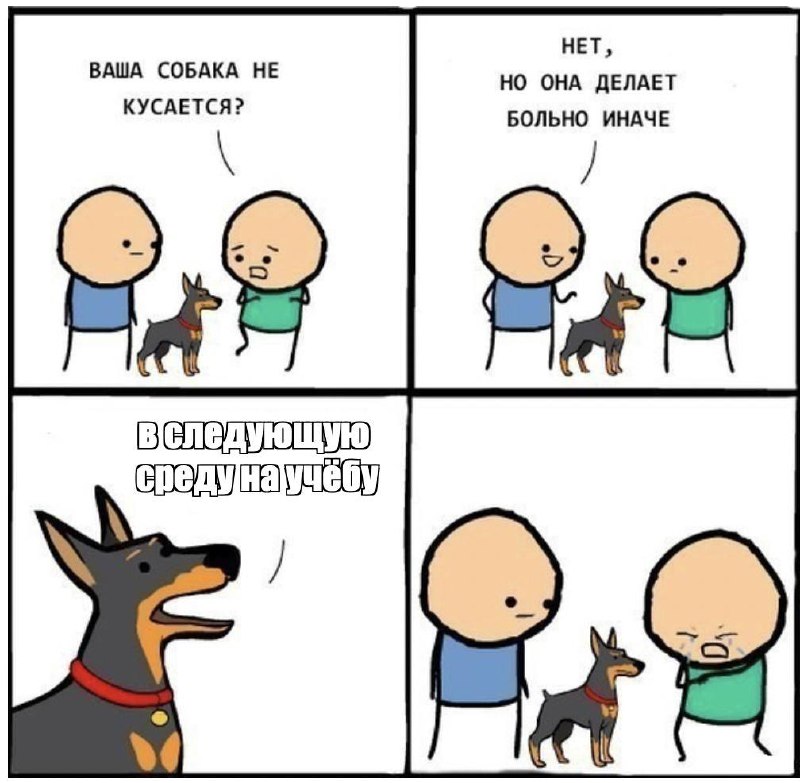 ВАША СОБАКА НЕ
КУСАЕТСЯ?
НЕТ,
НО ОНА ДЕЛАЕТ
БОЛЬНО ИНАЧЕ
в следующую
среду на учёбу